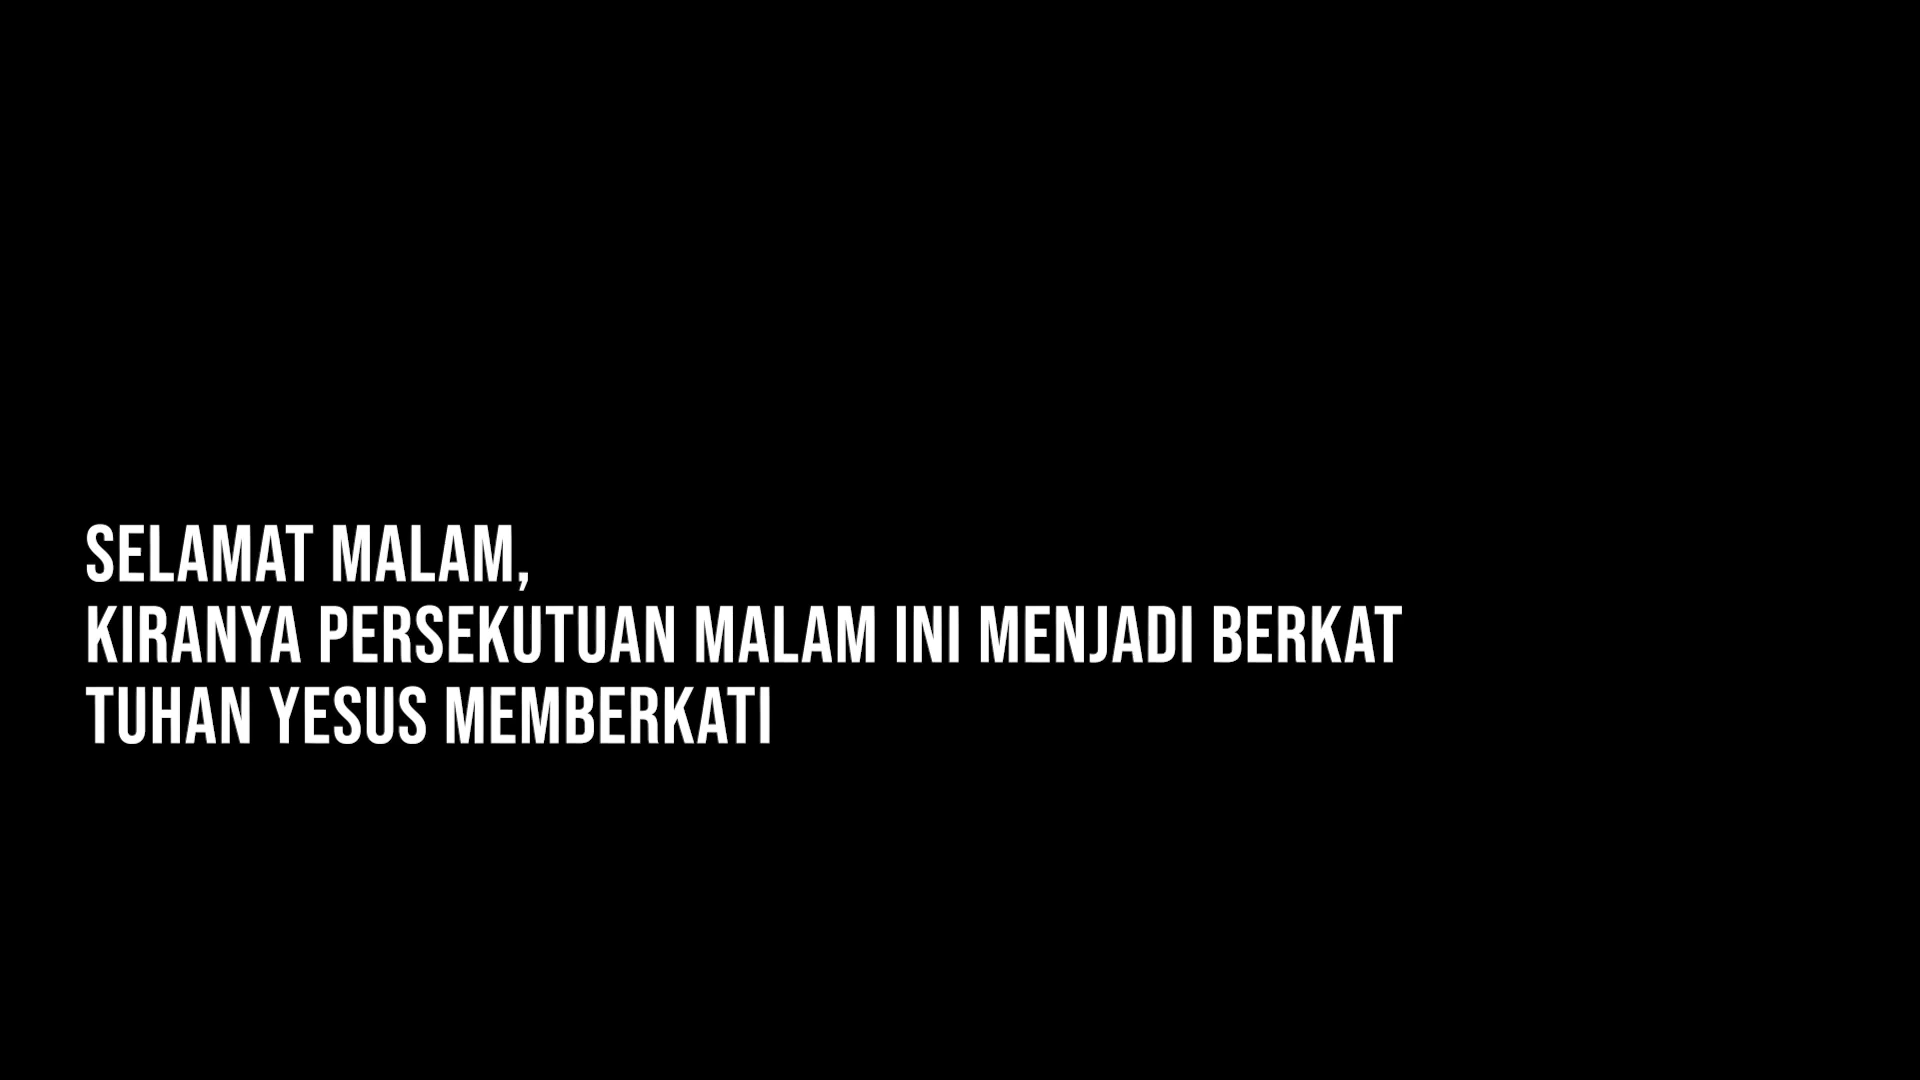 SELAMAT MALAM,
KIRANYA PERSEKUTUAN MALAM INI MENJADI BERKAT
TUHAN YESUS MEMBERKATI